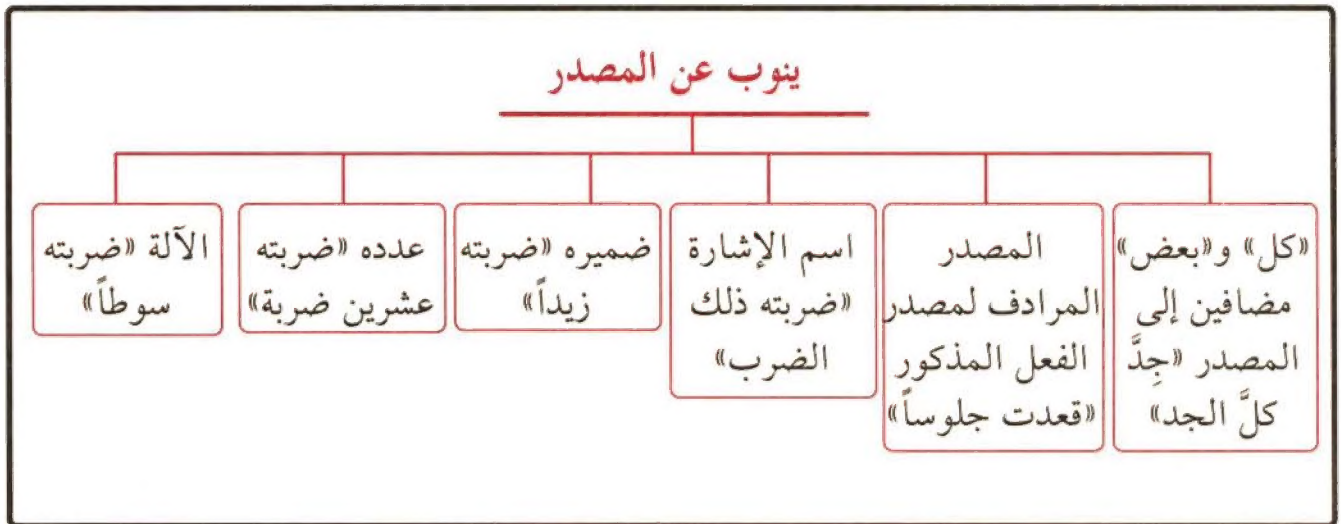 ينوب عن المصدر
«كل» و«بعض»
مضافين إلى
المصدر «جِدَّ
كلَّ الجد»
المصدر
المرادف لمصدر
الفعل المذكور
«قعدت جلوساً»
اسم الإشارة
«ضربته ذلك
الضرب»
ضميره «ضربته
زيداً»
عدده «ضربته
عشرين ضربة»
الآلة «ضربته
سوطاً»